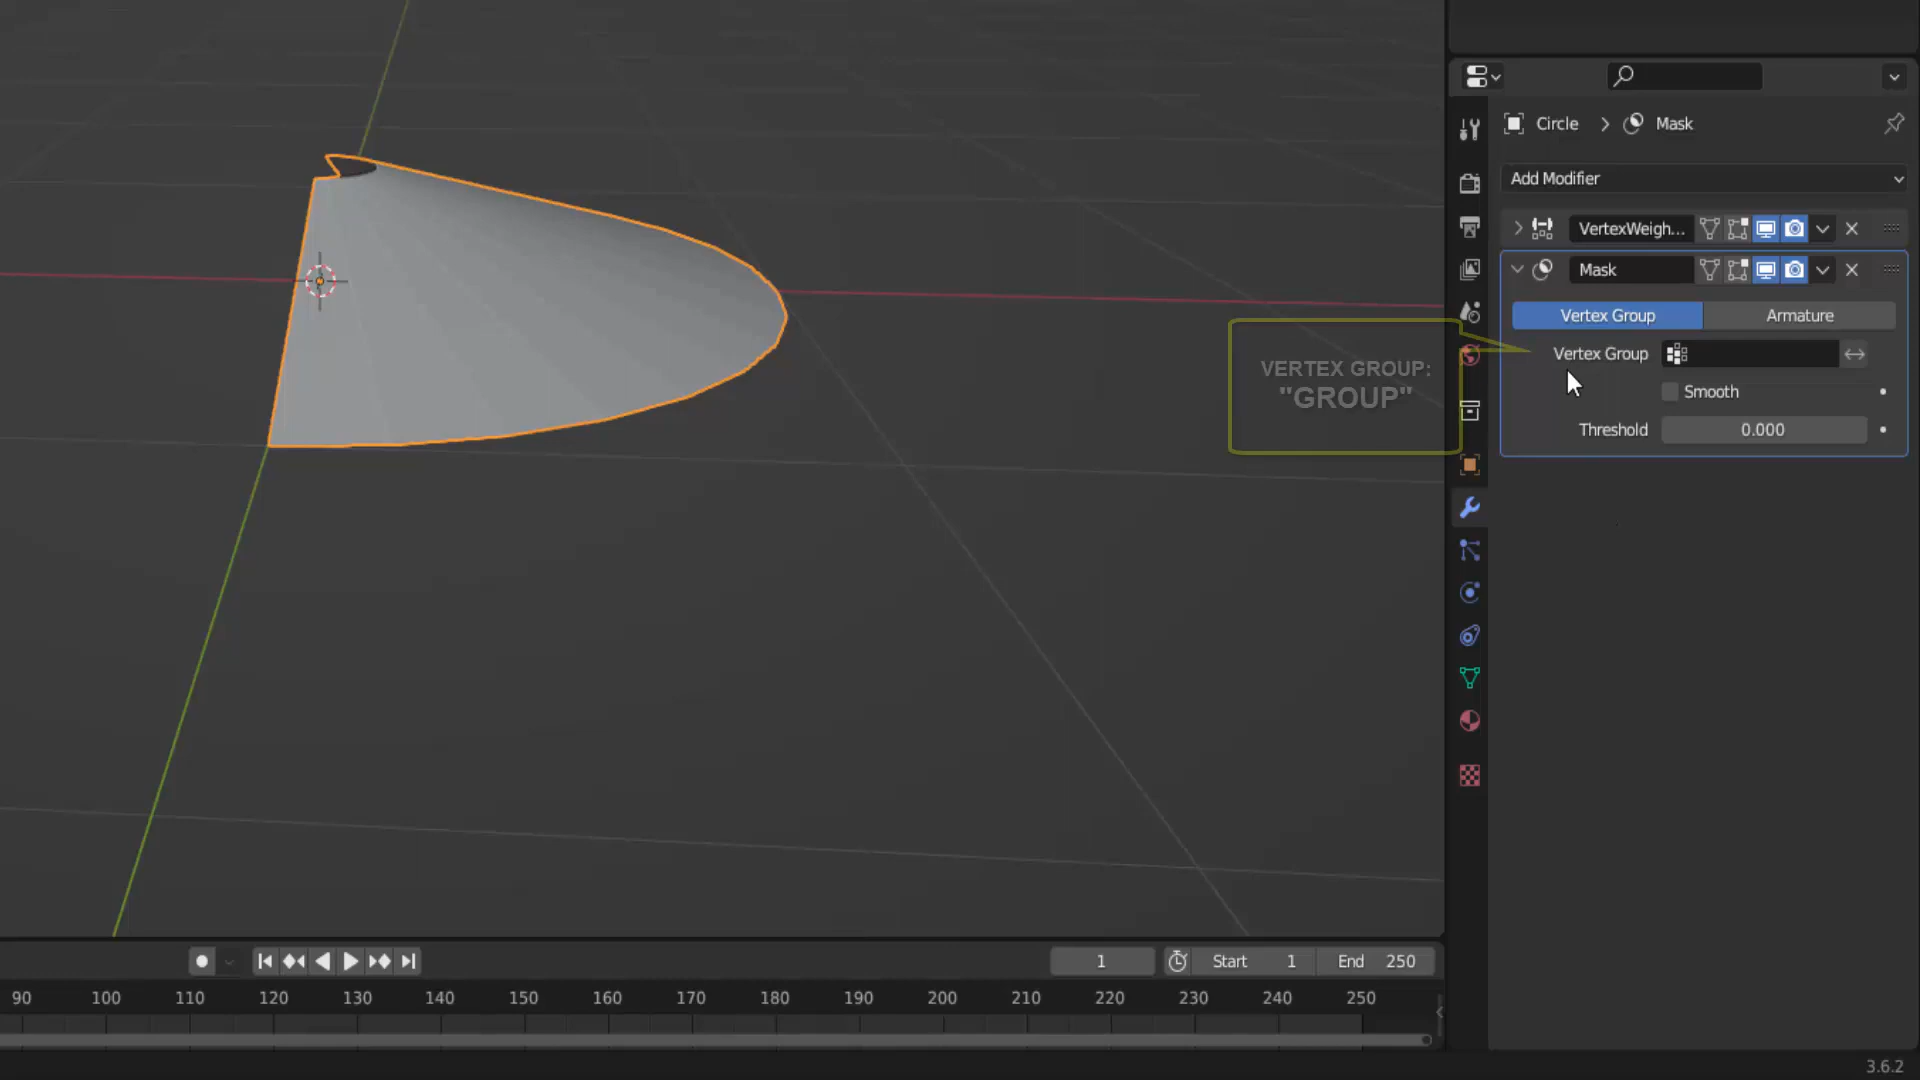 Circle > Mask
Add Modifier
VertexWeigh...
Mask
Vertex Group Armature
Vertex Group
Smooth
Threshold 0.000
VERTEX GROUP:
"GROUP"
1 Start 1 End 250
90 100 110 120 130 140 150 160 170 180 190 200 210 220 230 240 250
3.6.2